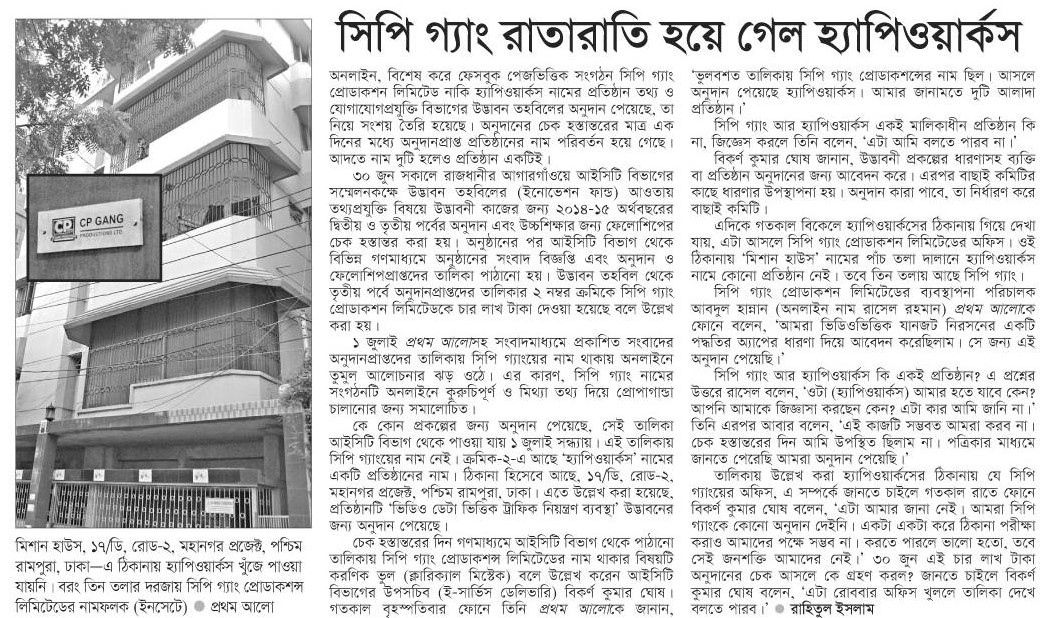 সিপি গ্যাং রাতারাতি হয়ে গেল হ্যাপিওয়ার্কস
CP
CP GANG
PRODUCTIONS LTD.
মিশান হাউস, ১৭/ডি, রোড-২, মহানগর প্রজেক্ট, পশ্চিম
রামপুরা, ঢাকা—এ ঠিকানায় হ্যাপিওয়ার্কস খুঁজে পাওয়া
যায়নি। বরং তিন তলার দরজায় সিপি গ্যাং প্রোডাকশন্স
লিমিটেডের নামফলক (ইনসেটে) ● প্রথম আলো
অনলাইন, বিশেষ করে ফেসবুক পেজভিত্তিক সংগঠন সিপি গ্যাং
প্রোডাকশন লিমিটেড নাকি হ্যাপিওয়ার্কস নামের প্রতিষ্ঠান তথ্য ও
যোগাযোগপ্রযুক্তি বিভাগের উদ্ভাবন তহবিলের অনুদান পেয়েছে, তা
নিয়ে সংশয় তৈরি হয়েছে। অনুদানের চেক হস্তান্তরের মাত্র এক
দিনের মধ্যে অনুদানপ্রাপ্ত প্রতিষ্ঠানের নাম পরিবর্তন হয়ে গেছে।
আদতে নাম দুটি হলেও প্রতিষ্ঠান একটিই।
৩০ জুন সকালে রাজধানীর আগারগাঁওয়ে আইসিটি বিভাগের
সম্মেলনকক্ষে উদ্ভাবন তহবিলের (ইনোভেশন ফান্ড) আওতায়
তথ্যপ্রযুক্তি বিষয়ে উদ্ভাবনী কাজের জন্য ২০১৪-১৫ অর্থবছরের
দ্বিতীয় ও তৃতীয় পর্বের অনুদান এবং উচ্চশিক্ষার জন্য ফেলোশিপের
চেক হস্তান্তর করা হয়। অনুষ্ঠানের পর আইসিটি বিভাগ থেকে
বিভিন্ন গণমাধ্যমে অনুষ্ঠানের সংবাদ বিজ্ঞপ্তি এবং অনুদান ও
ফেলোশিপপ্রাপ্তদের তালিকা পাঠানো হয়। উদ্ভাবন তহবিল থেকে
তৃতীয় পর্বে অনুদানপ্রাপ্তদের তালিকার ২ নম্বর ক্রমিকে সিপি গ্যাং
প্রোডাকশন লিমিটেডকে চার লাখ টাকা দেওয়া হয়েছে বলে উল্লেখ
করা হয়।
১ জুলাই প্রথম আলোসহ সংবাদমাধ্যমে প্রকাশিত সংবাদের
অনুদানপ্রাপ্তদের তালিকায় সিপি গ্যাংয়ের নাম থাকায় অনলাইনে
তুমুল আলোচনার ঝড় ওঠে। এর কারণ, সিপি গ্যাং নামের
সংগঠনটি অনলাইনে কুরুচিপূর্ণ ও মিথ্যা তথ্য দিয়ে প্রোপাগান্ডা
চালানোর জন্য সমালোচিত।
কে কোন প্রকল্পের জন্য অনুদান পেয়েছে, সেই তালিকা
আইসিটি বিভাগ থেকে পাওয়া যায় ১ জুলাই সন্ধ্যায়। এই তালিকায়
সিপি গ্যাংয়ের নাম নেই। ক্রমিক-২-এ আছে ‘হ্যাপিওয়ার্কস’ নামের
একটি প্রতিষ্ঠানের নাম। ঠিকানা হিসেবে আছে, ১৭/ডি, রোড-২,
মহানগর প্রজেক্ট, পশ্চিম রামপুরা, ঢাকা। এতে উল্লেখ করা হয়েছে,
প্রতিষ্ঠানটি ‘ভিডিও ডেটা ভিত্তিক ট্রাফিক নিয়ন্ত্রণ ব্যবস্থা’ উদ্ভাবনের
জন্য অনুদান পেয়েছে।
চেক হস্তান্তরের দিন গণমাধ্যমে আইসিটি বিভাগ থেকে পাঠানো
তালিকায় সিপি গ্যাং প্রোডাকশন্স লিমিটেডের নাম থাকার বিষয়টি
করণিক ভুল (ক্লারিক্যাল মিস্টেক) বলে উল্লেখ করেন আইসিটি
বিভাগের উপসচিব (ই-সার্ভিস ডেলিভারি) বিকর্ণ কুমার ঘোষ।
গতকাল বৃহস্পতিবার ফোনে তিনি প্রথম আলোকে জানান,
‘ভুলবশত তালিকায় সিপি গ্যাং প্রোডাকশন্সের নাম ছিল। আসলে
অনুদান পেয়েছে হ্যাপিওয়ার্কস। আমার জানামতে দুটি আলাদা
প্রতিষ্ঠান।’
সিপি গ্যাং আর হ্যাপিওয়ার্কস একই মালিকাধীন প্রতিষ্ঠান কি
না, জিজ্ঞেস করলে তিনি বলেন, ‘এটা আমি বলতে পারব না।’
বিকর্ণ কুমার ঘোষ জানান, উদ্ভাবনী প্রকল্পের ধারণাসহ ব্যক্তি
বা প্রতিষ্ঠান অনুদানের জন্য আবেদন করে। এরপর বাছাই কমিটির
কাছে ধারণার উপস্থাপনা হয়। অনুদান কারা পাবে, তা নির্ধারণ করে
বাছাই কমিটি।
এদিকে গতকাল বিকেলে হ্যাপিওয়ার্কসের ঠিকানায় গিয়ে দেখা
যায়, এটা আসলে সিপি গ্যাং প্রোডাকশন লিমিটেডের অফিস। ওই
ঠিকানায় ‘মিশান হাউস’ নামের পাঁচ তলা দালানে হ্যাপিওয়ার্কস
নামে কোনো প্রতিষ্ঠান নেই। তবে তিন তলায় আছে সিপি গ্যাং।
সিপি গ্যাং প্রোডাকশন লিমিটেডের ব্যবস্থাপনা পরিচালক
আবদুল হান্নান (অনলাইন নাম রাসেল রহমান) প্রথম আলোকে
ফোনে বলেন, ‘আমরা ভিডিওভিত্তিক যানজট নিরসনের একটি
পদ্ধতির অ্যাপের ধারণা দিয়ে আবেদন করেছিলাম। সে জন্য এই
অনুদান পেয়েছি।’
সিপি গ্যাং আর হ্যাপিওয়ার্কস কি একই প্রতিষ্ঠান? এ প্রশ্নের
উত্তরে রাসেল বলেন, ‘ওটা (হ্যাপিওয়ার্কস) আমার হতে যাবে কেন?
আপনি আমাকে জিজ্ঞাসা করছেন কেন? এটা কার আমি জানি না।’
তিনি এরপর আবার বলেন, ‘এই কাজটি সম্ভবত আমরা করব না।
চেক হস্তান্তরের দিন আমি উপস্থিত ছিলাম না। পত্রিকার মাধ্যমে
জানতে পেরেছি আমরা অনুদান পেয়েছি।’
তালিকায় উল্লেখ করা হ্যাপিওয়ার্কসের ঠিকানায় যে সিপি
গ্যাংয়ের অফিস, এ সম্পর্কে জানতে চাইলে গতকাল রাতে ফোনে
বিকর্ণ কুমার ঘোষ বলেন, ‘এটা আমার জানা নেই। আমরা সিপি
গ্যাংকে কোনো অনুদান দেইনি। একটা একটা করে ঠিকানা পরীক্ষা
করাও আমাদের পক্ষে সম্ভব না। করতে পারলে ভালো হতো, তবে
সেই জনশক্তি আমাদের নেই।’ ৩০ জুন এই চার লাখ টাকা
অনুদানের চেক আসলে কে গ্রহণ করল? জানতে চাইলে বিকর্ণ
কুমার ঘোষ বলেন, ‘এটা রোববার অফিস খুললে তালিকা দেখে
বলতে পারব।’ ● রাহিতুল ইসলাম